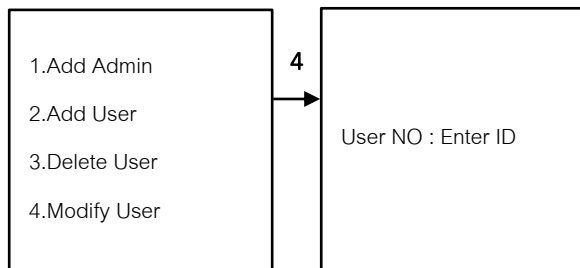 1.Add Admin
2.Add User
3.Delete User
4.Modify User
4
User NO : Enter ID